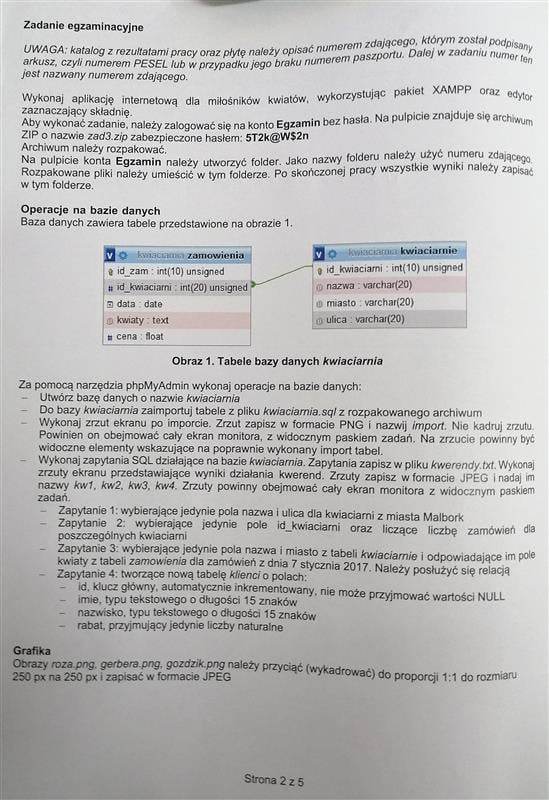 Zadanie egzaminacyjne
UWAGA: katalog z rezultatami pracy oraz płytę należy opisać numerem zdającego, którym został podpisany
arkusz, czyli numerem PESEL lub w przypadku jego braku numerem paszportu. Dalej w zadaniu numer ten
jest nazwany numerem zdającego.
Wykonaj aplikację internetową dla miłośników kwiatów, wykorzystując pakiet XAMPP oraz edytor
zaznaczający składnię.
Aby wykonać zadanie, należy zalogować się na konto Egzamin bez hasła. Na pulpicie znajduje się archiwum
ZIP o nazwie zad3.zip zabezpieczone hasłem: 5T2k@W$2n
Archiwum należy rozpakować.
Na pulpicie konta Egzamin należy utworzyć folder. Jako nazwy folderu należy użyć numeru zdającego.
Rozpakowane pliki należy umieścić w tym folderze. Po skończonej pracy wszystkie wyniki należy zapisać
w tym folderze.
Operacje na bazie danych
Baza danych zawiera tabele przedstawione na obrazie 1.
V kwiaciarnia zamowienia
id_zam : int(10) unsigned
# id_kwiaciarni : int(20) unsigned
data : date
kwiaty : text
# cena : float
V kwiaciarnia kwiaciarnie
id_kwiaciarni : int(10) unsigned
nazwa : varchar(20)
miasto : varchar(20)
ulica : varchar(20)
Obraz 1. Tabele bazy danych kwiaciarnia
Za pomocą narzędzia phpMyAdmin wykonaj operacje na bazie danych:
– Utwórz bazę danych o nazwie kwiaciarnia
– Do bazy kwiaciarnia zaimportuj tabele z pliku kwiaciarnia.sql z rozpakowanego archiwum
– Wykonaj zrzut ekranu po imporcie. Zrzut zapisz w formacie PNG i nazwij import. Nie kadruj zrzutu.
Powinien on obejmować cały ekran monitora, z widocznym paskiem zadań. Na zrzucie powinny być
widoczne elementy wskazujące na poprawnie wykonany import tabel.
– Wykonaj zapytania SQL działające na bazie kwiaciarnia. Zapytania zapisz w pliku kwerendy.txt. Wykonaj
zrzuty ekranu przedstawiające wyniki działania kwerend. Zrzuty zapisz w formacie JPEG i nadaj im
nazwy kw1, kw2, kw3, kw4. Zrzuty powinny obejmować cały ekran monitora z widocznym paskiem
zadań.
– Zapytanie 1: wybierające jedynie pola nazwa i ulica dla kwiaciarni z miasta Malbork
– Zapytanie 2: wybierające jedynie pole id_kwiaciarni oraz liczące liczbę zamówień dla
poszczególnych kwiaciarni
– Zapytanie 3: wybierające jedynie pola nazwa i miasto z tabeli kwiaciarnie i odpowiadające im pole
kwiaty z tabeli zamowienia dla zamówień z dnia 7 stycznia 2017. Należy posłużyć się relacją
– Zapytanie 4: tworzące nową tabelę klienci o polach:
– id, klucz główny, automatycznie inkrementowany, nie może przyjmować wartości NULL
– imie, typu tekstowego o długości 15 znaków
– nazwisko, typu tekstowego o długości 15 znaków
– rabat, przyjmujący jedynie liczby naturalne
Grafika
Obrazy roza.png, gerbera.png, gozdzik.png należy przyciąć (wykadrować) do proporcji 1:1 do rozmiaru
250 px na 250 px i zapisać w formacie JPEG
Strona 2 z 5